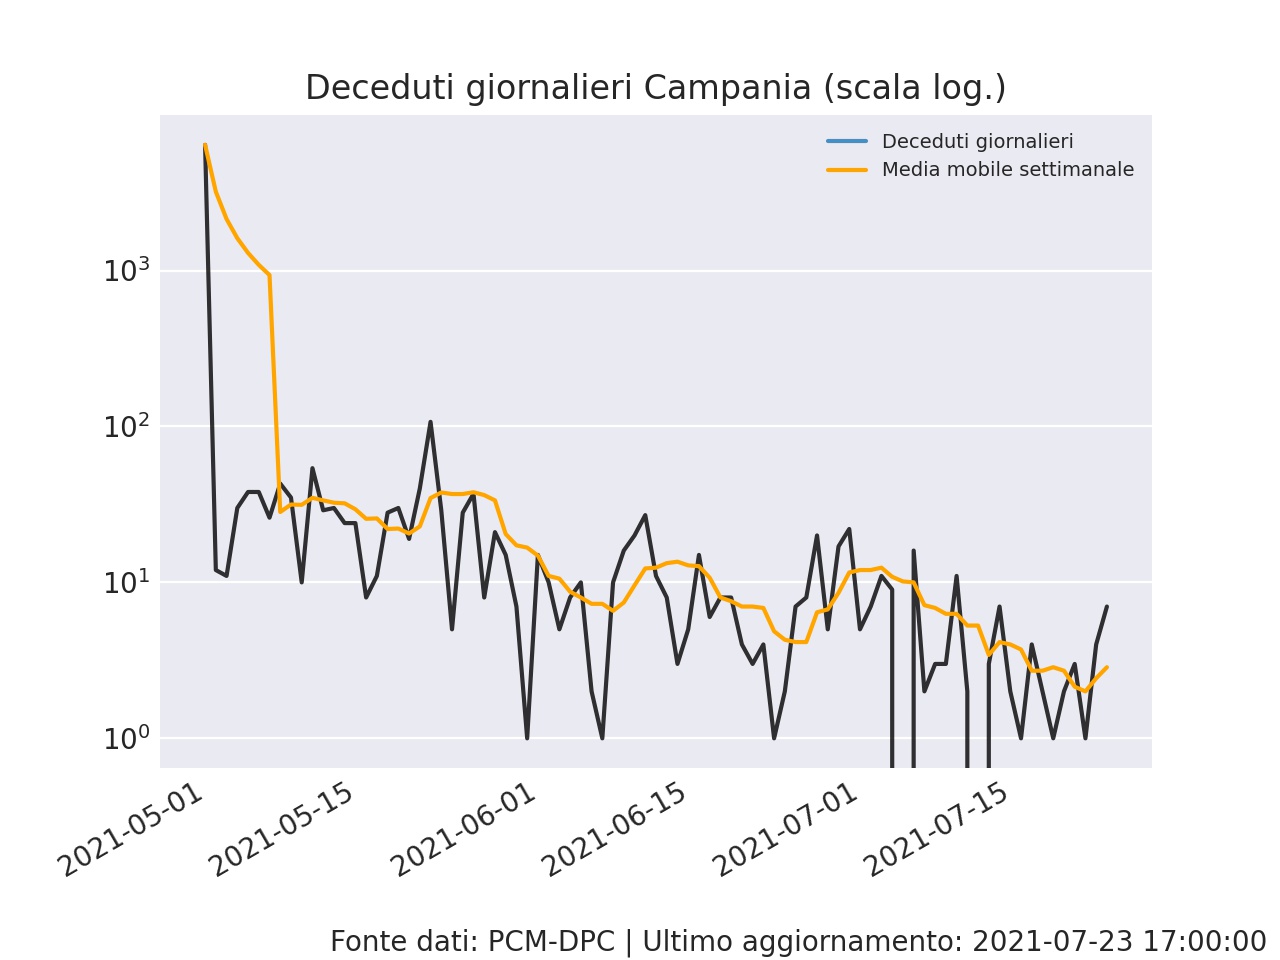 Deceduti giornalieri Campania (scala log.)
Deceduti giornalieri
Media mobile settimanale
10³
10²
10¹
10⁰
2021-05-01
2021-05-15
2021-06-01
2021-06-15
2021-07-01
2021-07-15
Fonte dati: PCM-DPC | Ultimo aggiornamento: 2021-07-23 17:00:00